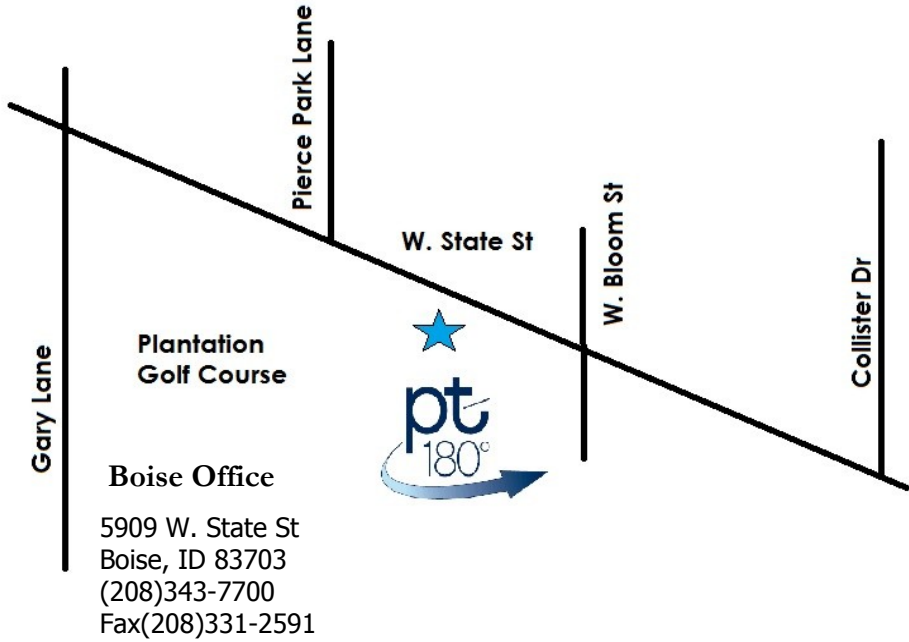 Pierce Park Lane
W. State St
W. Bloom St
Collister Dr
Plantation
Golf Course
Gary Lane
pt
180°
Boise Office
5909 W. State St
Boise, ID 83703
(208)343-7700
Fax(208)331-2591